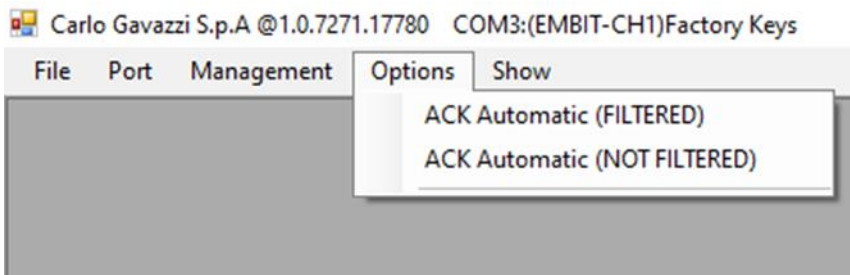 Carlo Gavazzi S.p.A @1.0.7271.17780 COM3:(EMBIT-CH1)Factory Keys
File Port Management Options Show
ACK Automatic (FILTERED)
ACK Automatic (NOT FILTERED)